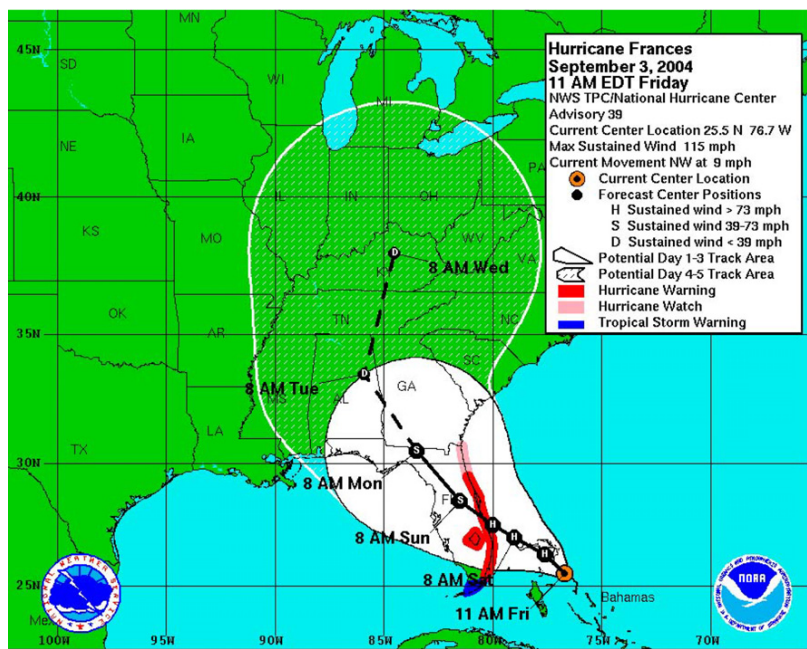 Hurricane Frances
September 3, 2004
11 AM EDT Friday
NWS TPC/National Hurricane Center
Advisory 39
Current Center Location 25.5 N 76.7 W
Max Sustained Wind 115 mph
Current Movement NW at 9 mph
Current Center Location
Forecast Center Positions
H Sustained wind > 73 mph
S Sustained wind 39-73 mph
D Sustained wind < 39 mph
Potential Day 1-3 Track Area
Potential Day 4-5 Track Area
Hurricane Warning
Hurricane Watch
Tropical Storm Warning
MN
45N
SD
WI
MI
NE
IA
PA
40N
IL
IN
OH
KS
MO
WV
VA
D
8 AM Wed
KY
35N
OK
AR
TN
NC
SC
8 AM Tue
D
GA
MS
AL
TX
LA
30N
S
8 AM Mon
FL
S
8 AM Sun
H
H
H
8 AM Sat
25N
11 AM Fri
Bahamas
NATIONAL WEATHER SERVICE
NOAA
100W
95W
90W
85W
80W
75W
70W